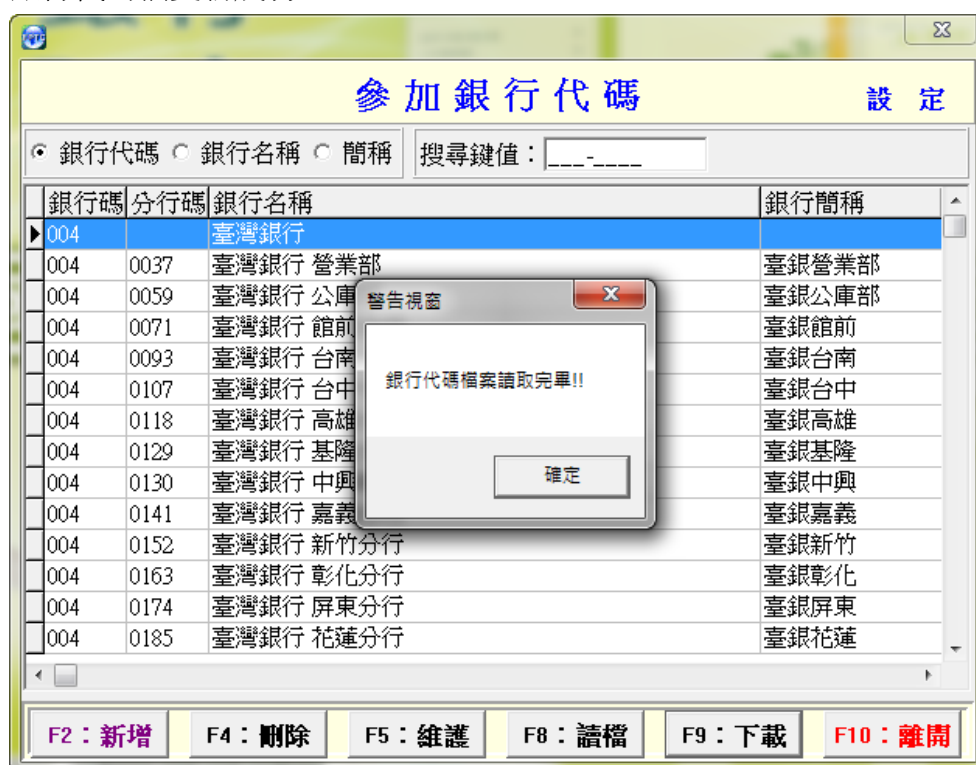 參加銀行代碼 設 定
銀行代碼 銀行名稱 簡稱 搜尋鍵值：___-____
銀行碼 分行碼 銀行名稱 銀行簡稱
004 臺灣銀行
004 0037 臺灣銀行 營業部 臺銀營業部
004 0059 臺灣銀行 公庫 臺銀公庫部
004 0071 臺灣銀行 館前 臺銀館前
004 0093 臺灣銀行 台南 臺銀台南
004 0107 臺灣銀行 台中 臺銀台中
004 0118 臺灣銀行 高雄 臺銀高雄
004 0129 臺灣銀行 基隆 臺銀基隆
004 0130 臺灣銀行 中興 臺銀中興
004 0141 臺灣銀行 嘉義 臺銀嘉義
004 0152 臺灣銀行 新竹分行 臺銀新竹
004 0163 臺灣銀行 彰化分行 臺銀彰化
004 0174 臺灣銀行 屏東分行 臺銀屏東
004 0185 臺灣銀行 花蓮分行 臺銀花蓮
警告視窗
銀行代碼檔案讀取完畢!!
確定
F2：新增 F4：刪除 F5：維護 F8：讀檔 F9：下載 F10：離開